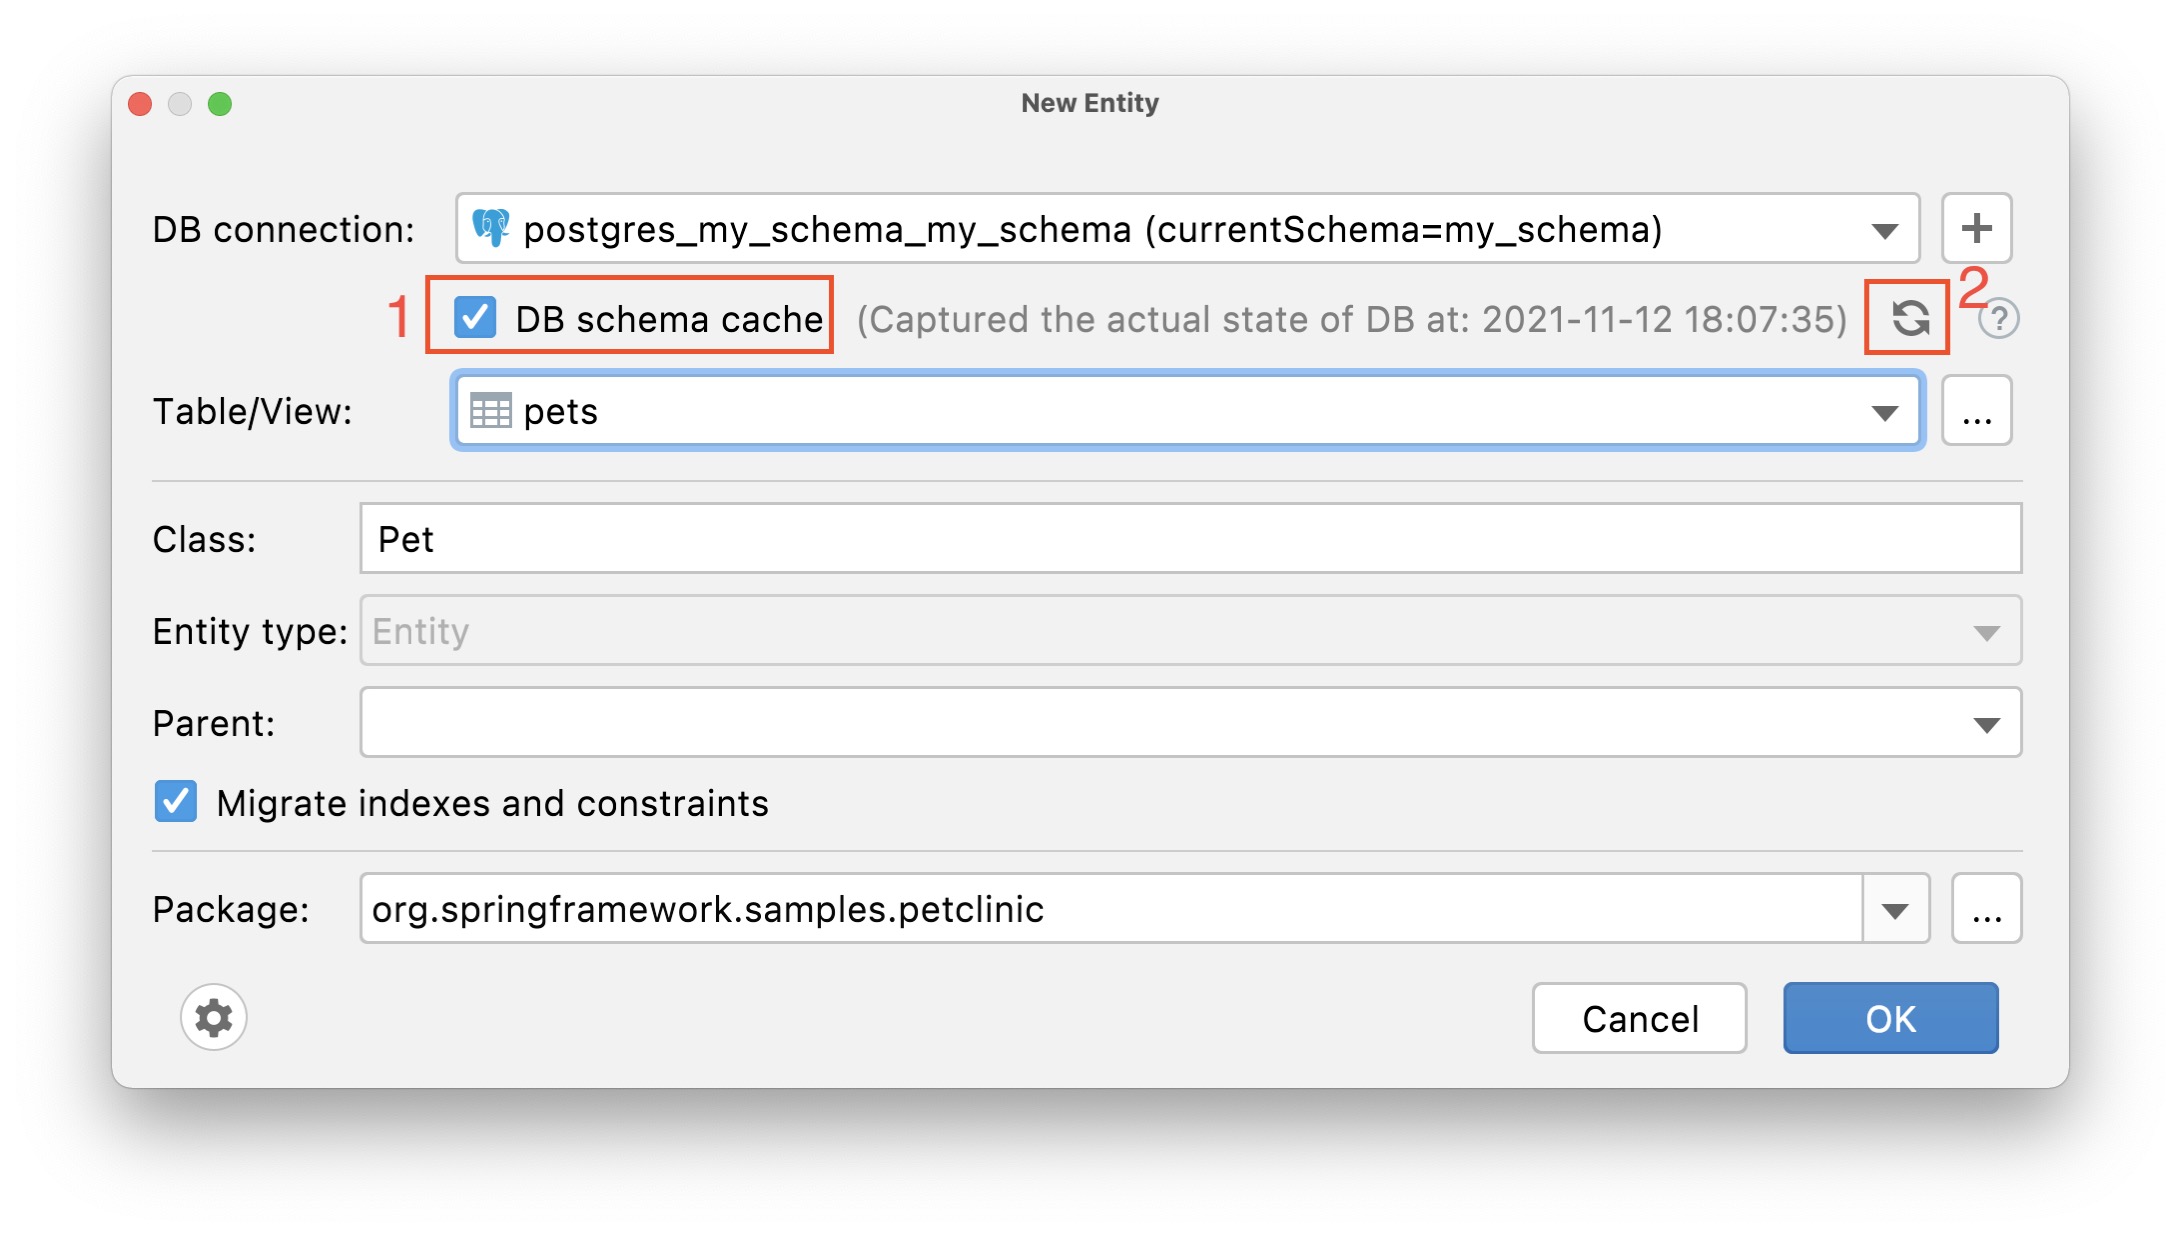 New Entity
DB connection: postgres_my_schema_my_schema (currentSchema=my_schema) +
1 DB schema cache (Captured the actual state of DB at: 2021-11-12 18:07:35) 2 ?
Table/View: pets ...
Class: Pet
Entity type: Entity
Parent:
Migrate indexes and constraints
Package: org.springframework.samples.petclinic ...
Cancel OK